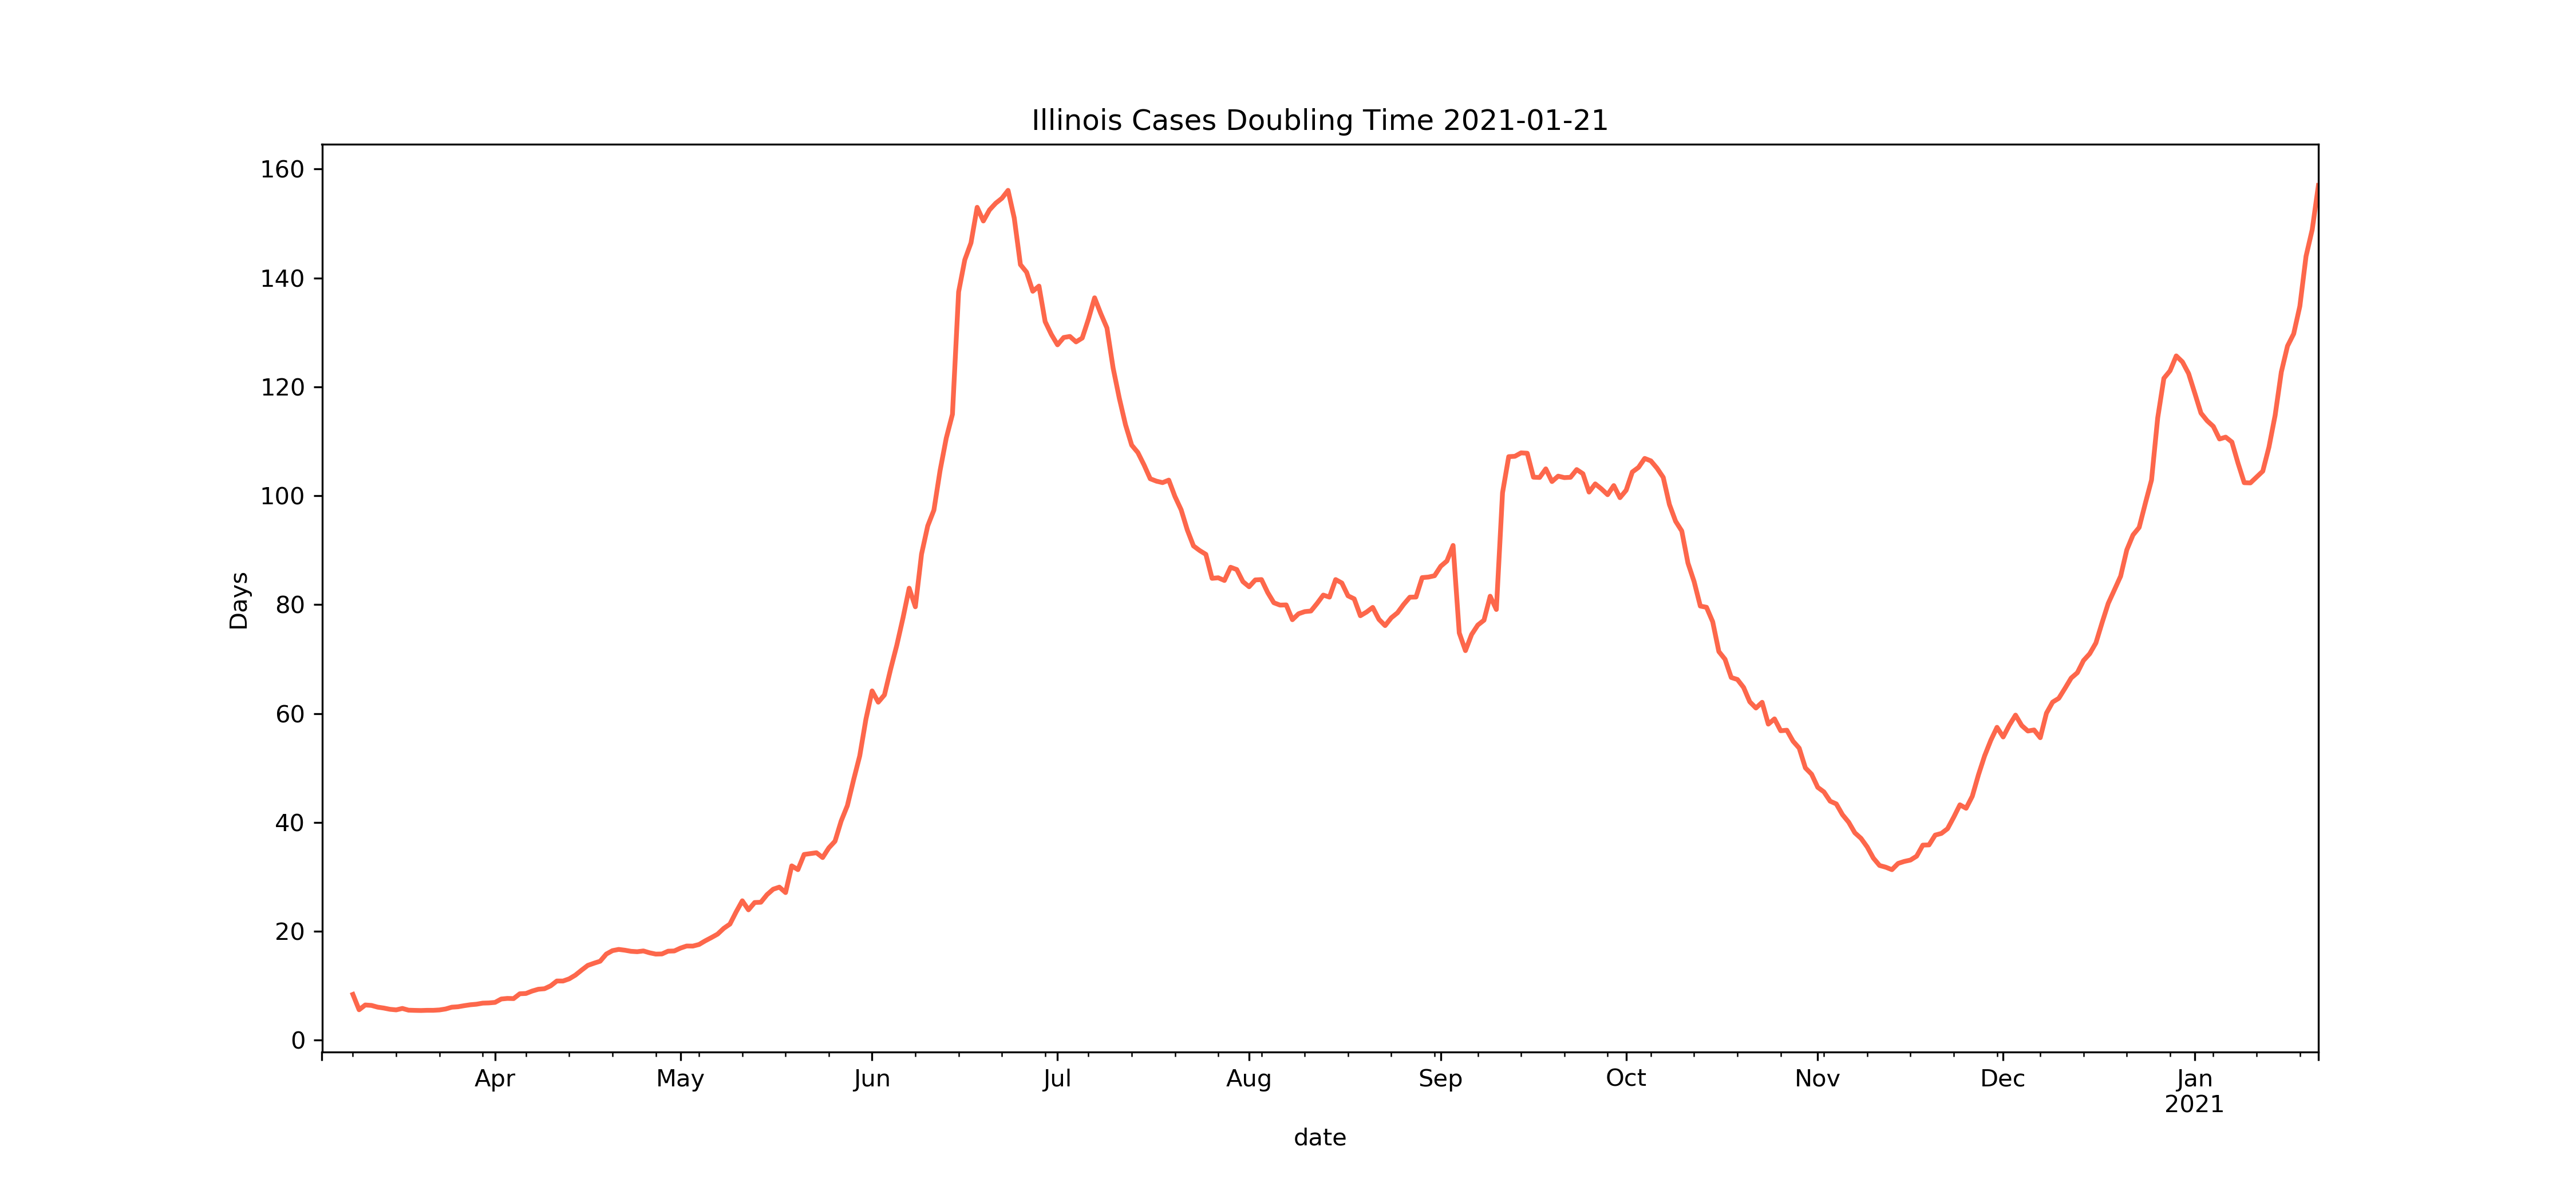 Illinois Cases Doubling Time 2021-01-21
160
140
120
100
80
60
40
20
0
Days
Apr May Jun Jul Aug Sep Oct Nov Dec Jan
2021
date